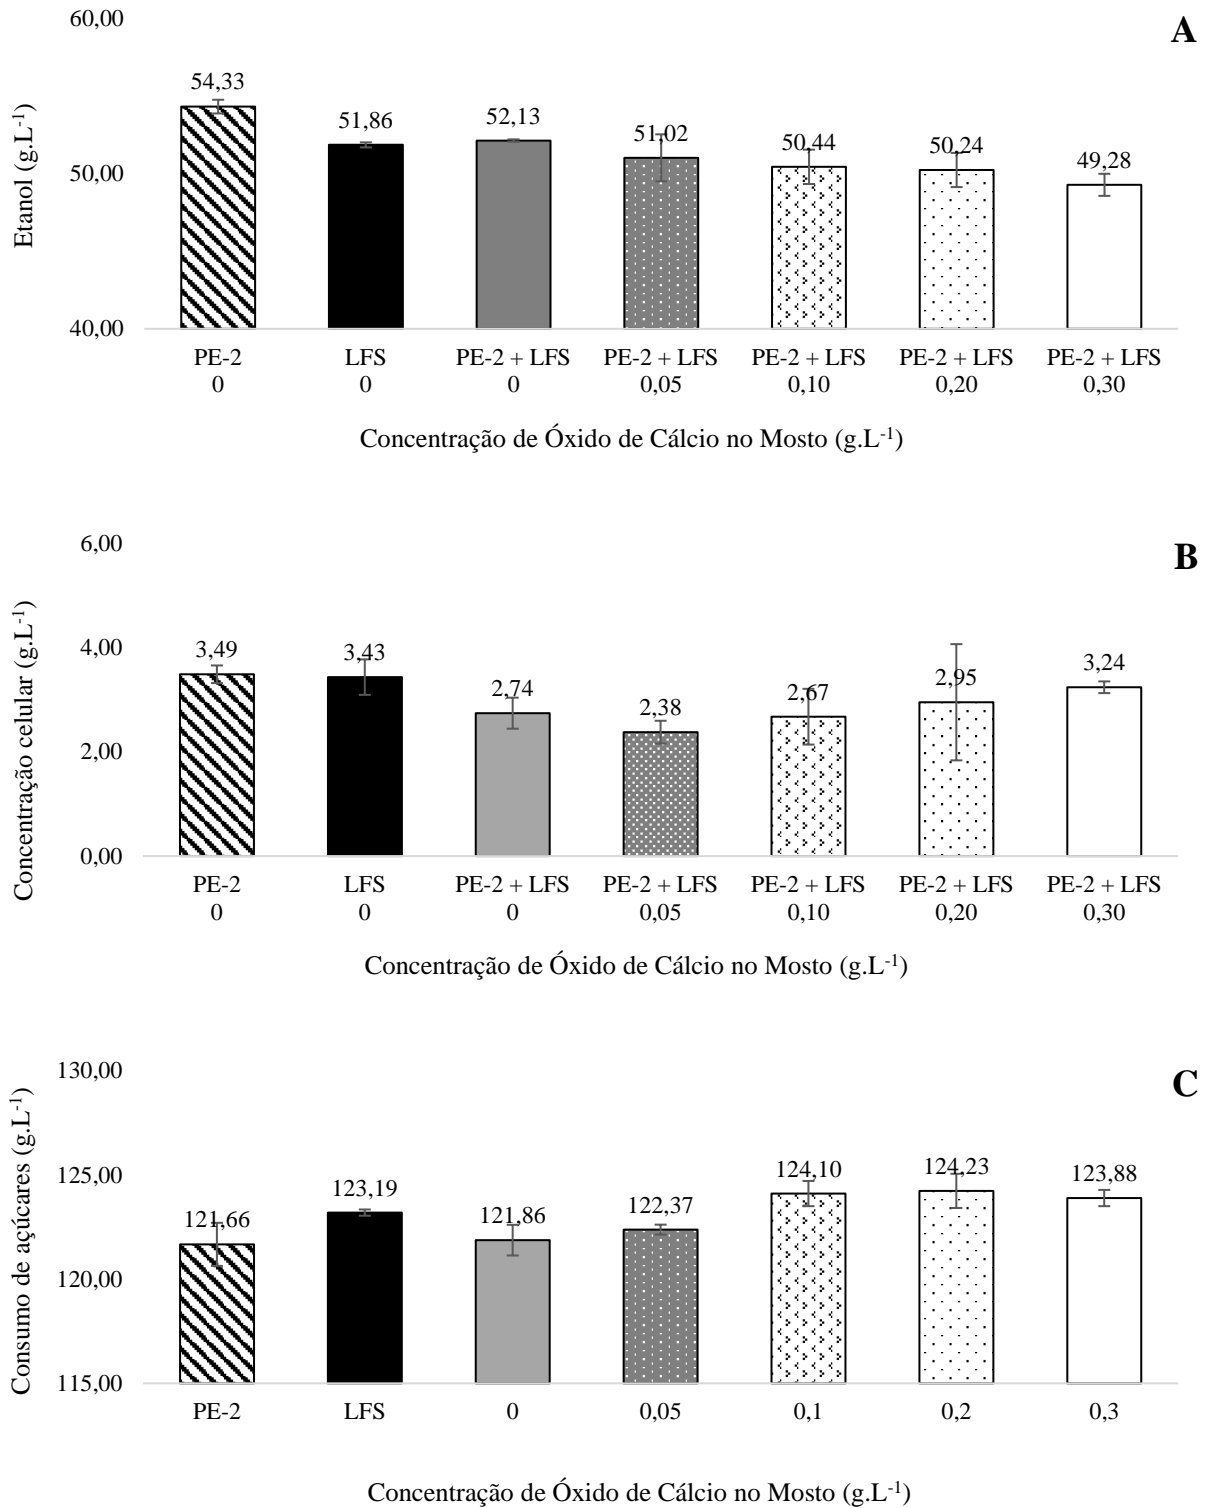 A
60,00
50,00
40,00
Etanol (g.L-1)
54,33
51,86
52,13
51,02
50,44
50,24
49,28
PE-2 LFS PE-2 + LFS PE-2 + LFS PE-2 + LFS PE-2 + LFS PE-2 + LFS
0 0 0 0,05 0,10 0,20 0,30
Concentração de Óxido de Cálcio no Mosto (g.L-1)
B
6,00
4,00
2,00
0,00
Concentração celular (g.L-1)
3,49
3,43
2,74
2,38
2,67
2,95
3,24
PE-2 LFS PE-2 + LFS PE-2 + LFS PE-2 + LFS PE-2 + LFS PE-2 + LFS
0 0 0 0,05 0,10 0,20 0,30
Concentração de Óxido de Cálcio no Mosto (g.L-1)
C
130,00
125,00
120,00
115,00
Consumo de açúcares (g.L-1)
121,66
123,19
121,86
122,37
124,10
124,23
123,88
PE-2 LFS 0 0,05 0,1 0,2 0,3
Concentração de Óxido de Cálcio no Mosto (g.L-1)